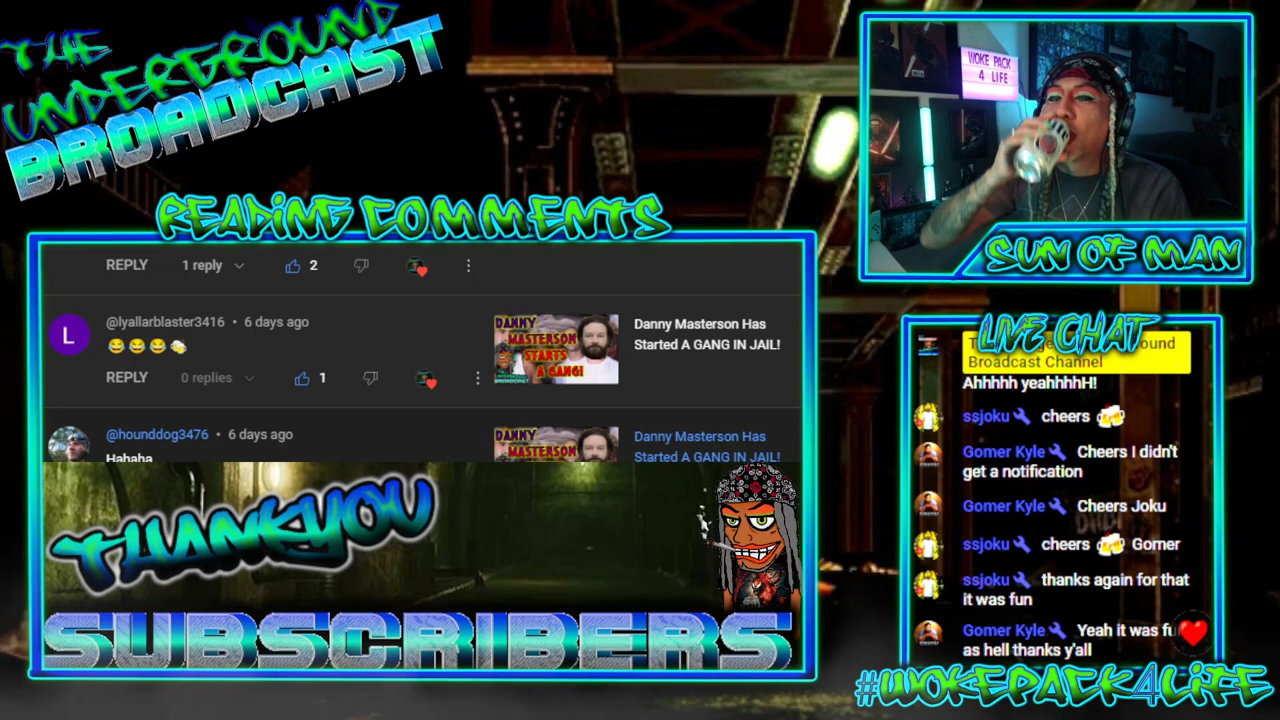 THE
UNDERGROUND
BROADCAST
READING COMMENTS
REPLY 1 reply 2
L @lyallarblaster3416 • 6 days ago
REPLY 0 replies 1
DANNY
MASTERSON
STARTS
A GANG!
Danny Masterson Has
Started A GANG IN JAIL!
@hounddog3476 • 6 days ago
Hahaha
DANNY
MASTERSON
Danny Masterson Has
Started A GANG IN JAIL!
THANKYOU
SUBSCRIBERS
WOKE PACK
4 LIFE
SUN OF MAN
LIVE CHAT
Broadcast Channel
Ahhhhh yeahhhhH!
ssjoku cheers
Gomer Kyle Cheers I didn't
get a notification
Gomer Kyle Cheers Joku
ssjoku cheers Gomer
ssjoku thanks again for that
it was fun
Gomer Kyle Yeah it was fu
as hell thanks y'all
#WOKEPACK4LIFE